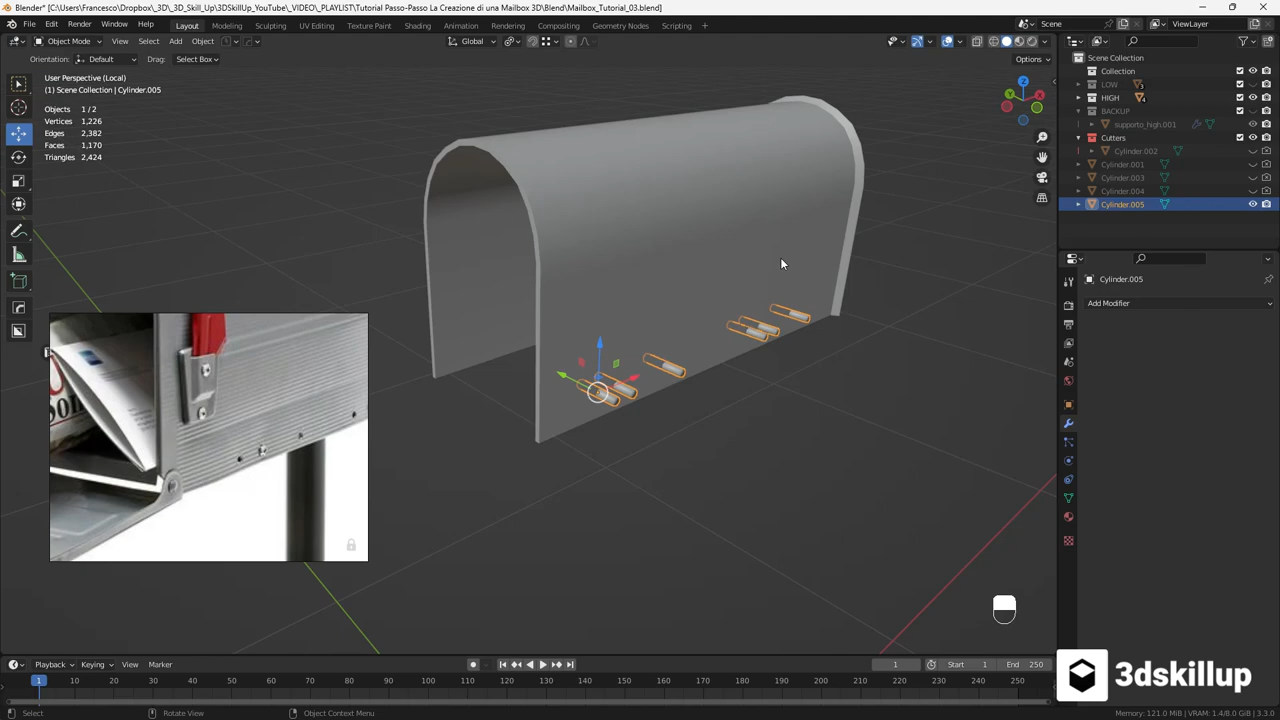 Blender* [C:\Users\Francesco\Dropbox\_3D\_3D_Skill_Up\3DSkillUP_YouTube\_VIDEO\_PLAYLIST\Tutorial Passo-Passo La Creazione di una Mailbox 3D\Blend\Mailbox_Tutorial_03.blend]
File Edit Render Window Help Layout Modeling Sculpting UV Editing Texture Paint Shading Animation Rendering Compositing Geometry Nodes Scripting + Scene ViewLayer
Object Mode View Select Add Object Global
Orientation: Default Drag: Select Box Options
User Perspective (Local)
(1) Scene Collection | Cylinder.005
Objects 1 / 2
Vertices 1,226
Edges 2,382
Faces 1,170
Triangles 2,424
X
Y
Z
Scene Collection
Collection
LOW 3
HIGH 4
BACKUP
supporto_high.001
Cutters
Cylinder.002
Cylinder.001
Cylinder.003
Cylinder.004
Cylinder.005
Cylinder.005
Add Modifier
Playback Keying View Marker 1 Start 1 End 250
1 10 20 30 40 50 60 70 80 90 100 110 120 130 140 150 160 170 180 190 200 210 220 230 240 250
3dskillup
Select Rotate View Object Context Menu Memory: 121.0 MiB | VRAM: 1.4/8.0 GiB | 3.3.0